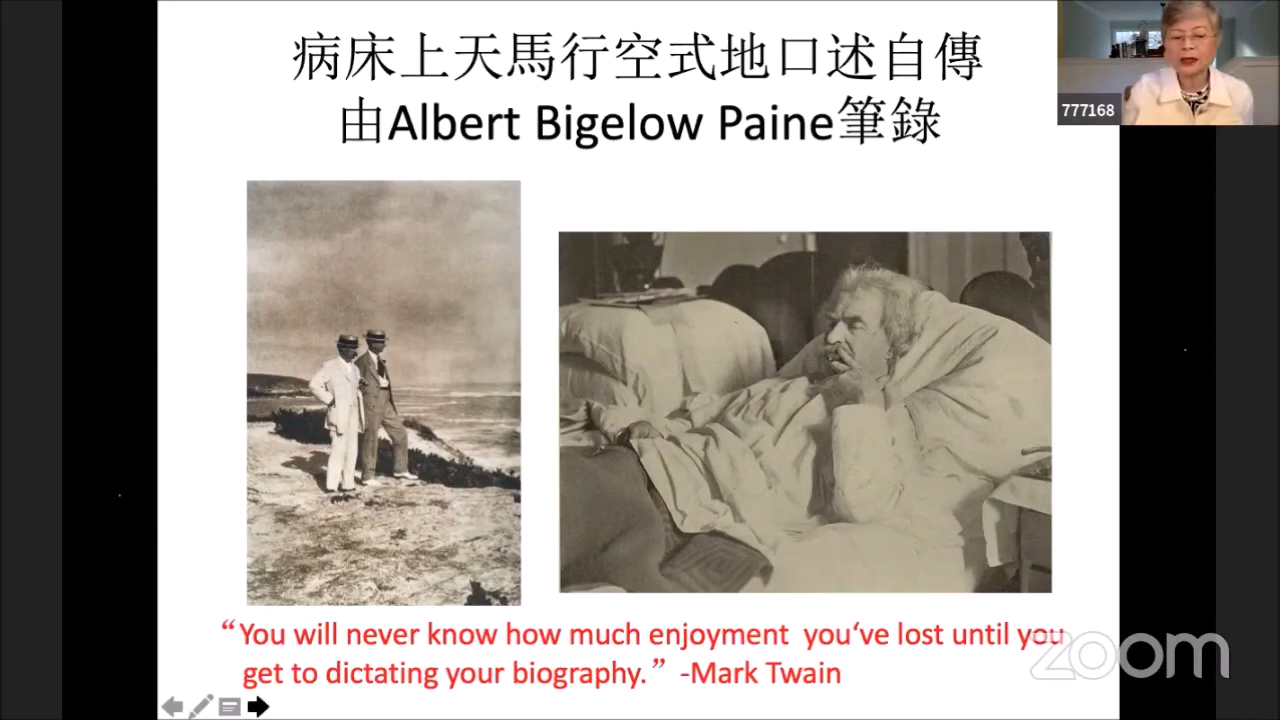 病床上天馬行空式地口述自傳
由Albert Bigelow Paine筆錄
777168
“You will never know how much enjoyment  you‘ve lost until you
get to dictating your biography.” -Mark Twain
zoom